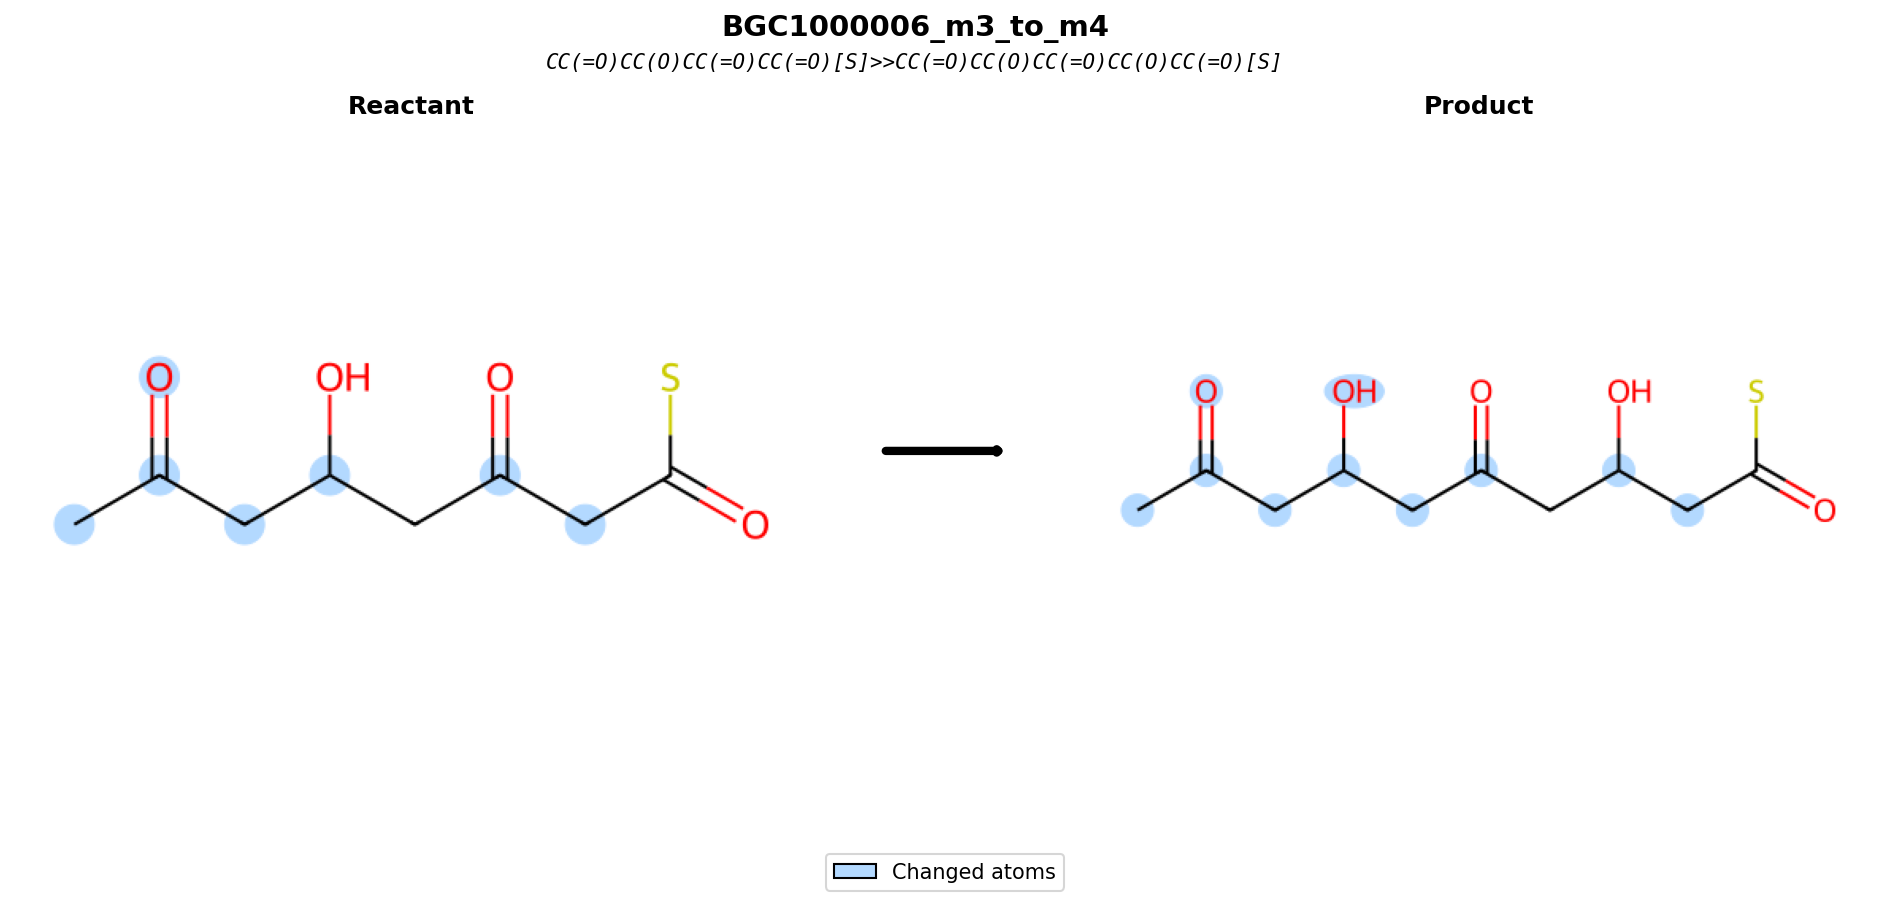 BGC1000006_m3_to_m4
CC(=O)CC(O)CC(=O)CC(=O)[S]>>CC(=O)CC(O)CC(=O)CC(O)CC(=O)[S]
Reactant
Product
O OH O S
O
O OH O OH S
O
Changed atoms